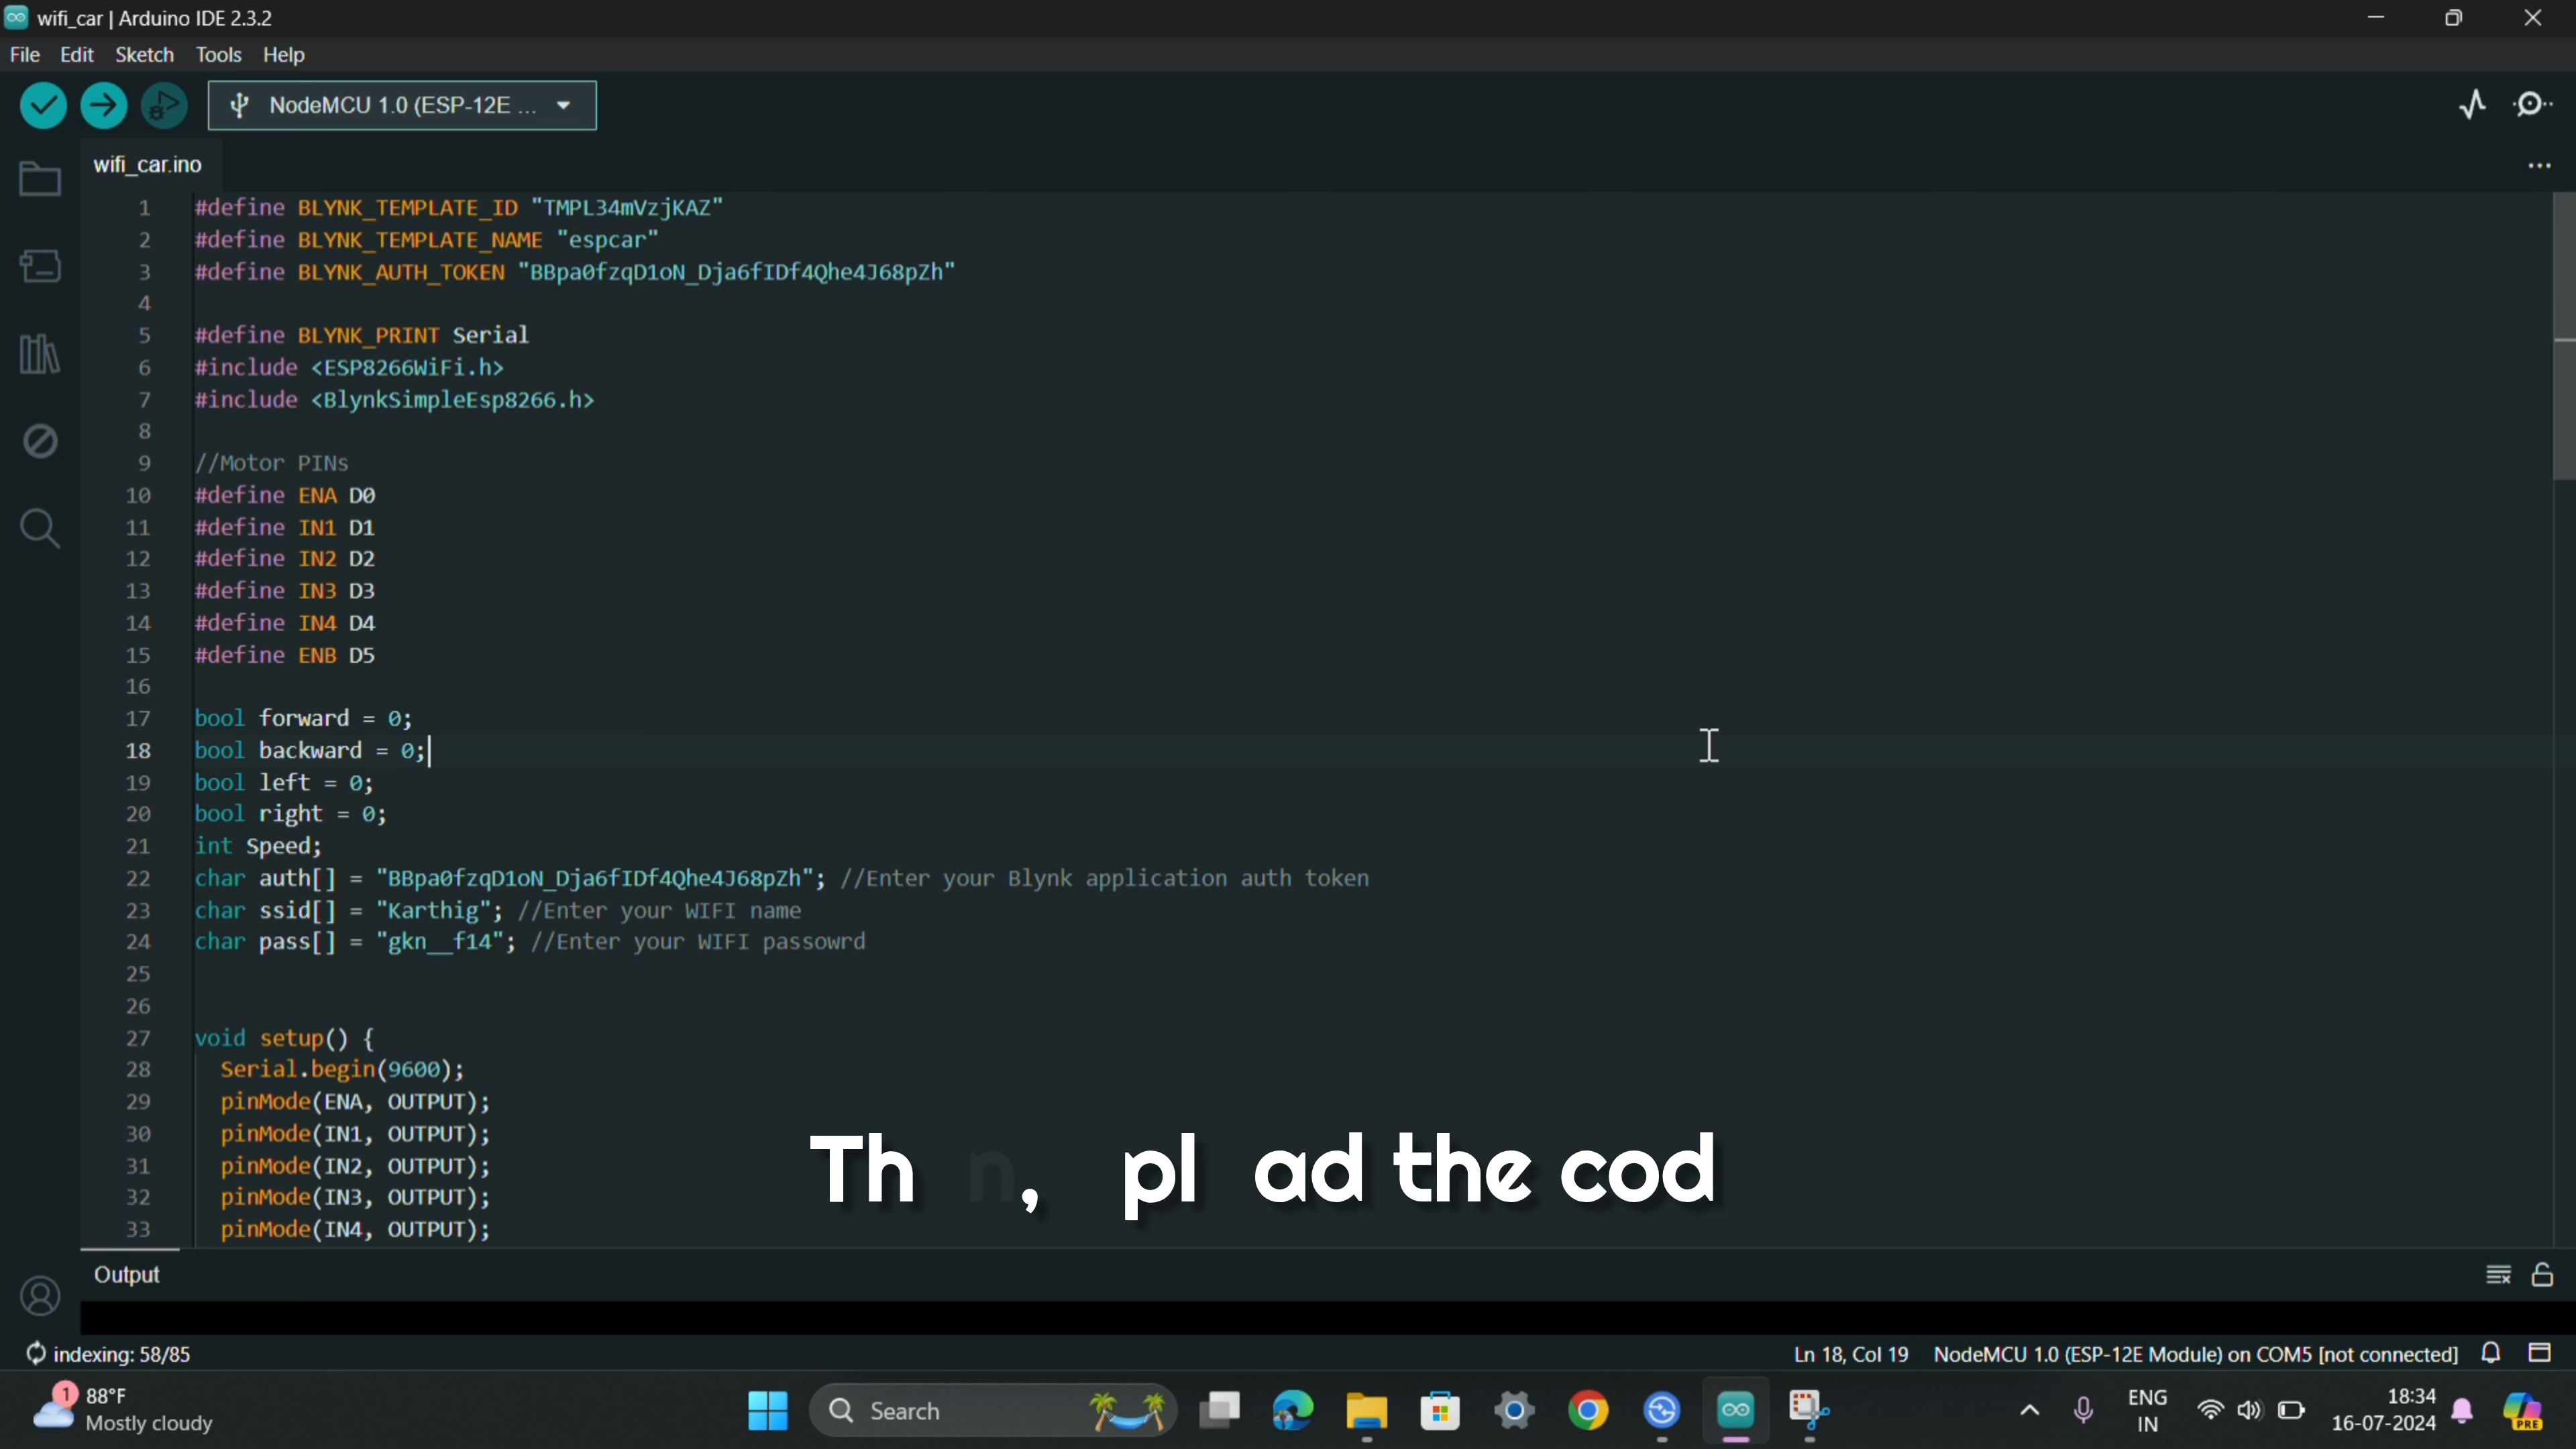 wifi_car | Arduino IDE 2.3.2
File Edit Sketch Tools Help
NodeMCU 1.0 (ESP-12E ...
wifi_car.ino
1 #define BLYNK_TEMPLATE_ID "TMPL34mVzjKAZ"
2 #define BLYNK_TEMPLATE_NAME "espcar"
3 #define BLYNK_AUTH_TOKEN "BBpa0fzqD1oN_Dja6fIDf4Qhe4J68pZh"
4
5 #define BLYNK_PRINT Serial
6 #include <ESP8266WiFi.h>
7 #include <BlynkSimpleEsp8266.h>
8
9 //Motor PINs
10 #define ENA D0
11 #define IN1 D1
12 #define IN2 D2
13 #define IN3 D3
14 #define IN4 D4
15 #define ENB D5
16
17 bool forward = 0;
18 bool backward = 0;
19 bool left = 0;
20 bool right = 0;
21 int Speed;
22 char auth[] = "BBpa0fzqD1oN_Dja6fIDf4Qhe4J68pZh"; //Enter your Blynk application auth token
23 char ssid[] = "Karthig"; //Enter your WIFI name
24 char pass[] = "gkn__f14"; //Enter your WIFI passowrd
25
26
27 void setup() {
28 Serial.begin(9600);
29 pinMode(ENA, OUTPUT);
30 pinMode(IN1, OUTPUT);
31 pinMode(IN2, OUTPUT);
32 pinMode(IN3, OUTPUT);
33 pinMode(IN4, OUTPUT);
Th n, pl ad the cod
Output
indexing: 58/85
Ln 18, Col 19 NodeMCU 1.0 (ESP-12E Module) on COM5 [not connected]
1 88°F
Mostly cloudy
Search
ENG
IN
18:34
16-07-2024
PRE